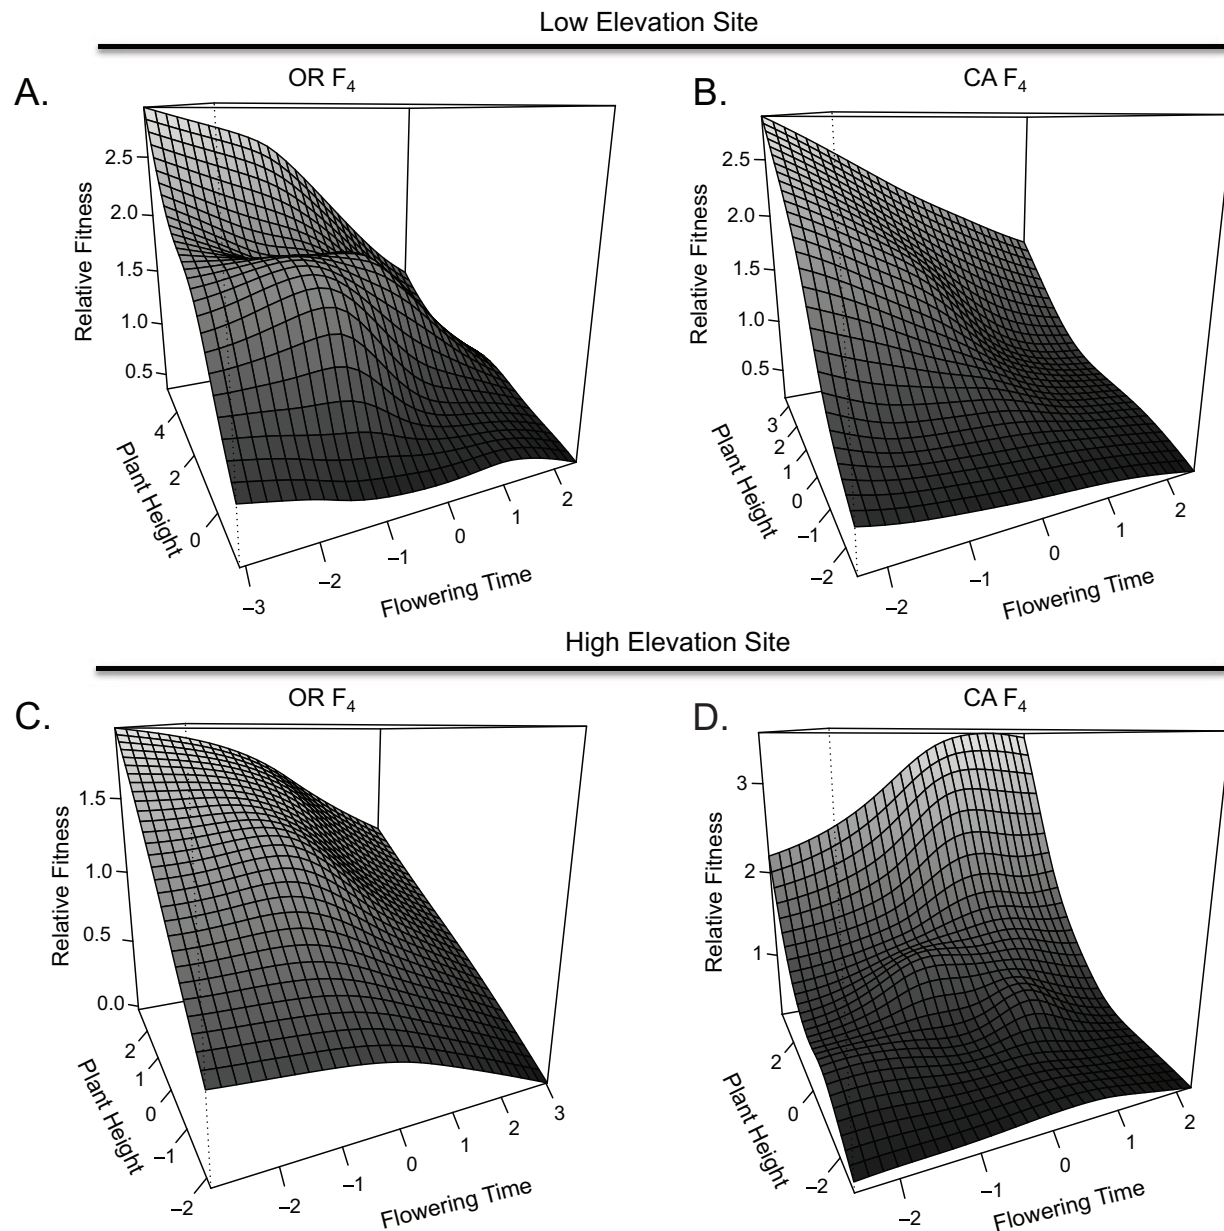 Low Elevation Site
A.
OR F₄
B.
CA F₄
2.5
2.0
1.5
1.0
0.5
Relative Fitness
4
2
0
Plant Height
–3
–2
–1
0
1
2
Flowering Time
2.5
2.0
1.5
1.0
0.5
Relative Fitness
3
2
1
0
–1
–2
Plant Height
–2
–1
0
1
2
Flowering Time
High Elevation Site
C.
OR F₄
D.
CA F₄
1.5
1.0
0.5
0.0
Relative Fitness
2
1
0
–1
–2
Plant Height
–2
–1
0
1
2
3
Flowering Time
3
2
1
Relative Fitness
2
0
–2
Plant Height
–2
–1
0
1
2
Flowering Time